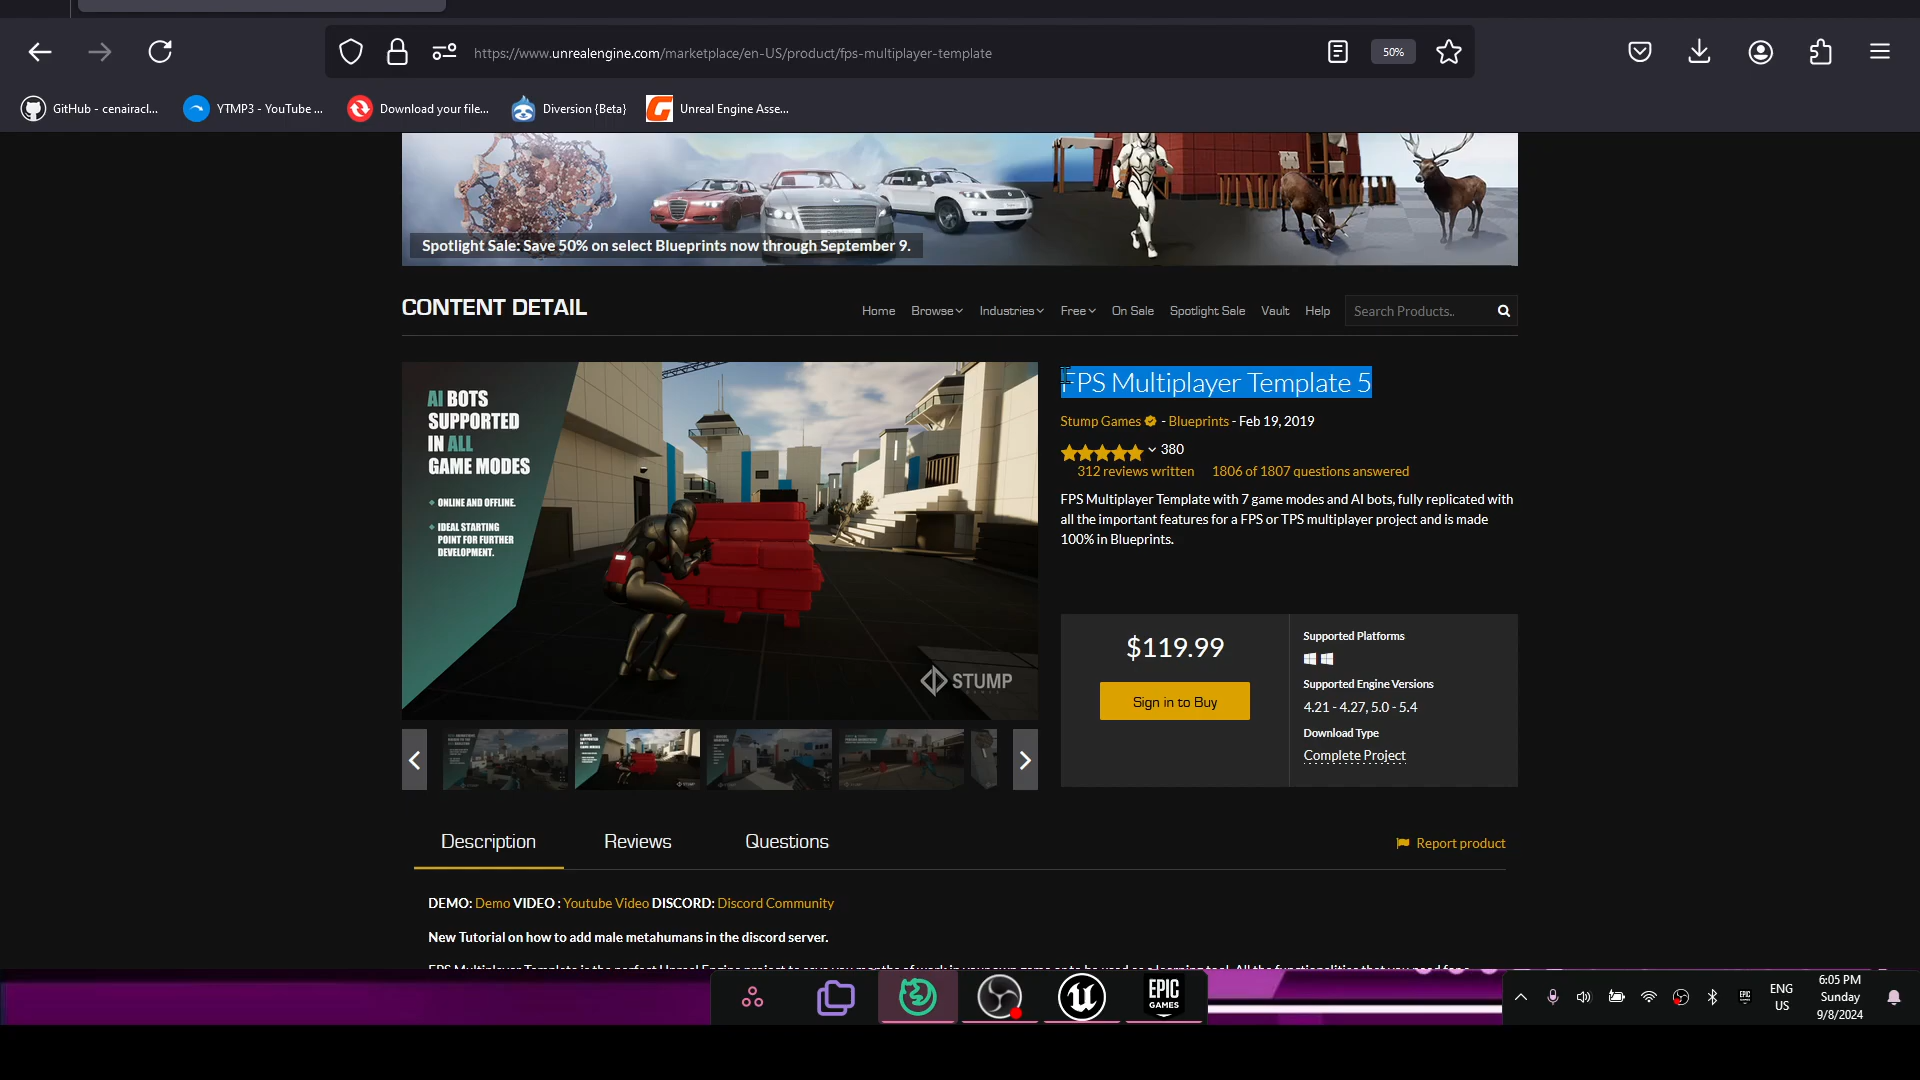 https://www.unrealengine.com/marketplace/en-US/product/fps-multiplayer-template
50%
GitHub - cenairacl...
YTMP3 - YouTube ...
Download your file...
Diversion {Beta}
Unreal Engine Asse...
Spotlight Sale: Save 50% on select Blueprints now through September 9.
CONTENT DETAIL
Home Browse Industries Free On Sale Spotlight Sale Vault Help Search Products..
AI BOTS
SUPPORTED
IN ALL
GAME MODES
ONLINE AND OFFLINE.
IDEAL STARTING
POINT FOR FURTHER
DEVELOPMENT.
STUMP
FPS Multiplayer Template 5
Stump Games - Blueprints - Feb 19, 2019
380
312 reviews written 1806 of 1807 questions answered
FPS Multiplayer Template with 7 game modes and AI bots, fully replicated with
all the important features for a FPS or TPS multiplayer project and is made
100% in Blueprints.
$119.99
Sign in to Buy
Supported Platforms
Supported Engine Versions
4.21 - 4.27, 5.0 - 5.4
Download Type
Complete Project
Description Reviews Questions
Report product
DEMO: Demo VIDEO : Youtube Video DISCORD: Discord Community
New Tutorial on how to add male metahumans in the discord server.
EPIC
GAMES
ENG
US
6:05 PM
Sunday
9/8/2024